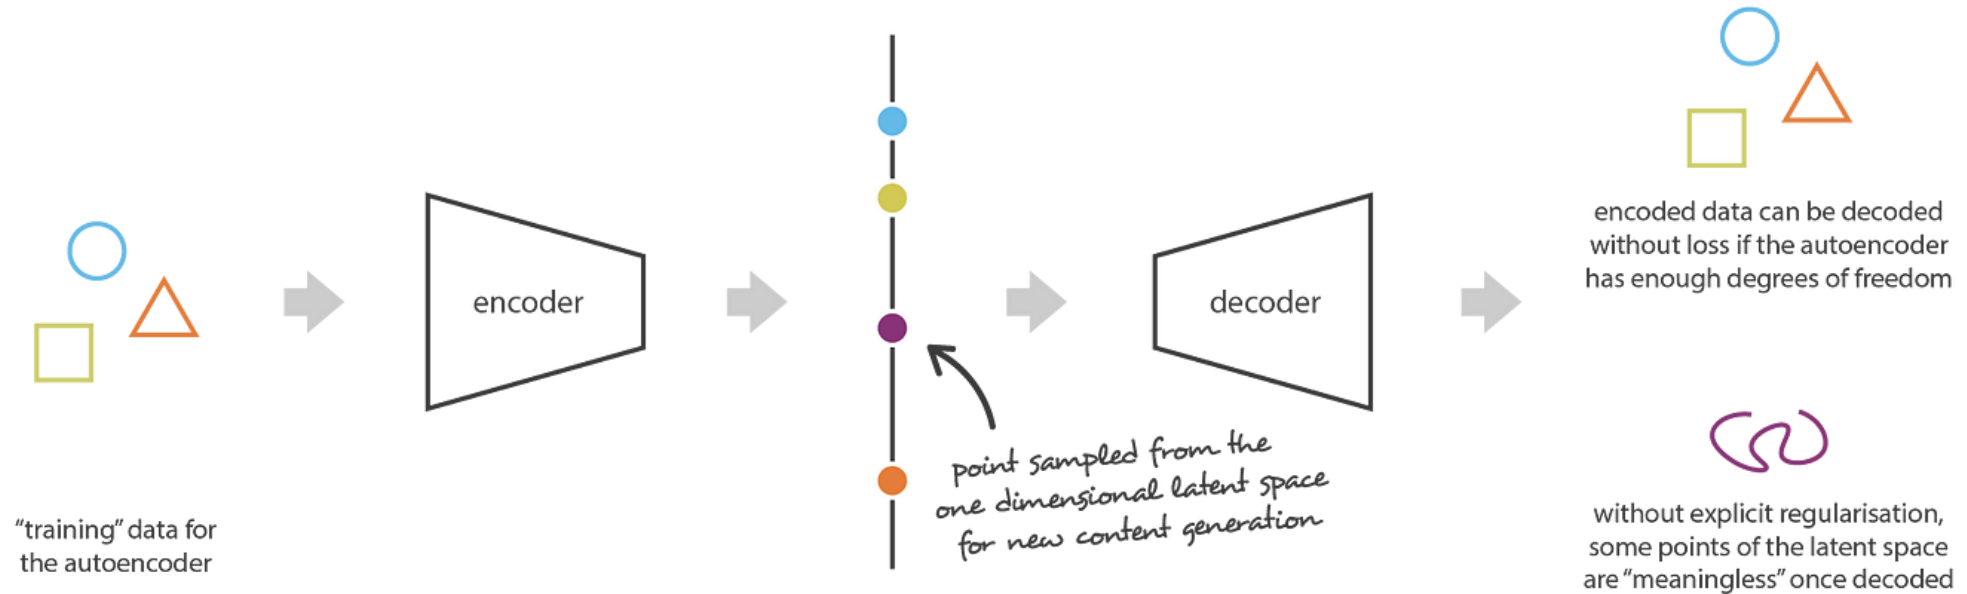 "training" data for
the autoencoder
encoder
point sampled from the
one dimensional latent space
for new content generation
decoder
encoded data can be decoded
without loss if the autoencoder
has enough degrees of freedom
without explicit regularisation,
some points of the latent space
are "meaningless" once decoded